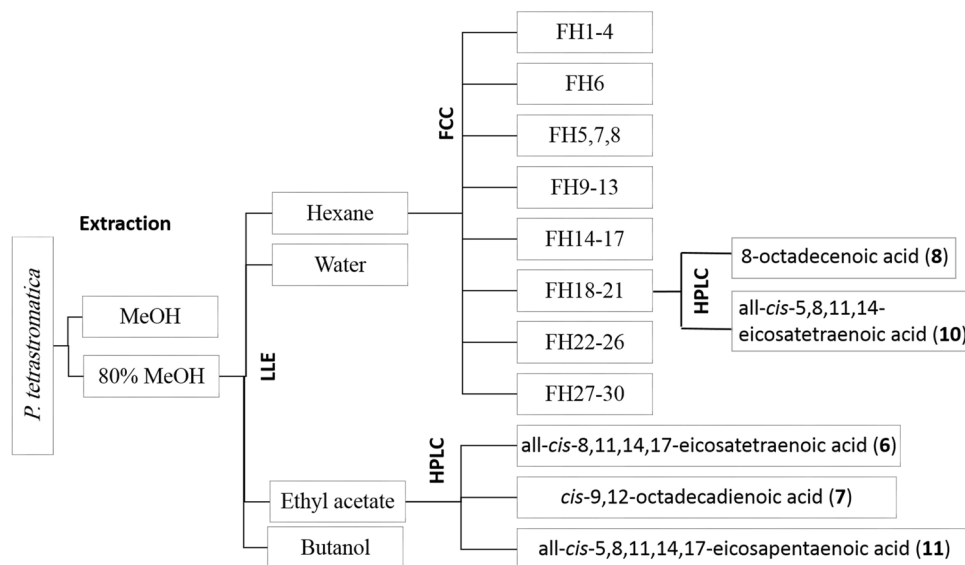 P. tetrastromatica
Extraction
MeOH
80% MeOH
LLE
Hexane
Water
Ethyl acetate
Butanol
FCC
FH1-4
FH6
FH5,7,8
FH9-13
FH14-17
FH18-21
FH22-26
FH27-30
HPLC
8-octadecenoic acid (8)
all-cis-5,8,11,14-
eicosatetraenoic acid (10)
HPLC
all-cis-8,11,14,17-eicosatetraenoic acid (6)
cis-9,12-octadecadienoic acid (7)
all-cis-5,8,11,14,17-eicosapentaenoic acid (11)